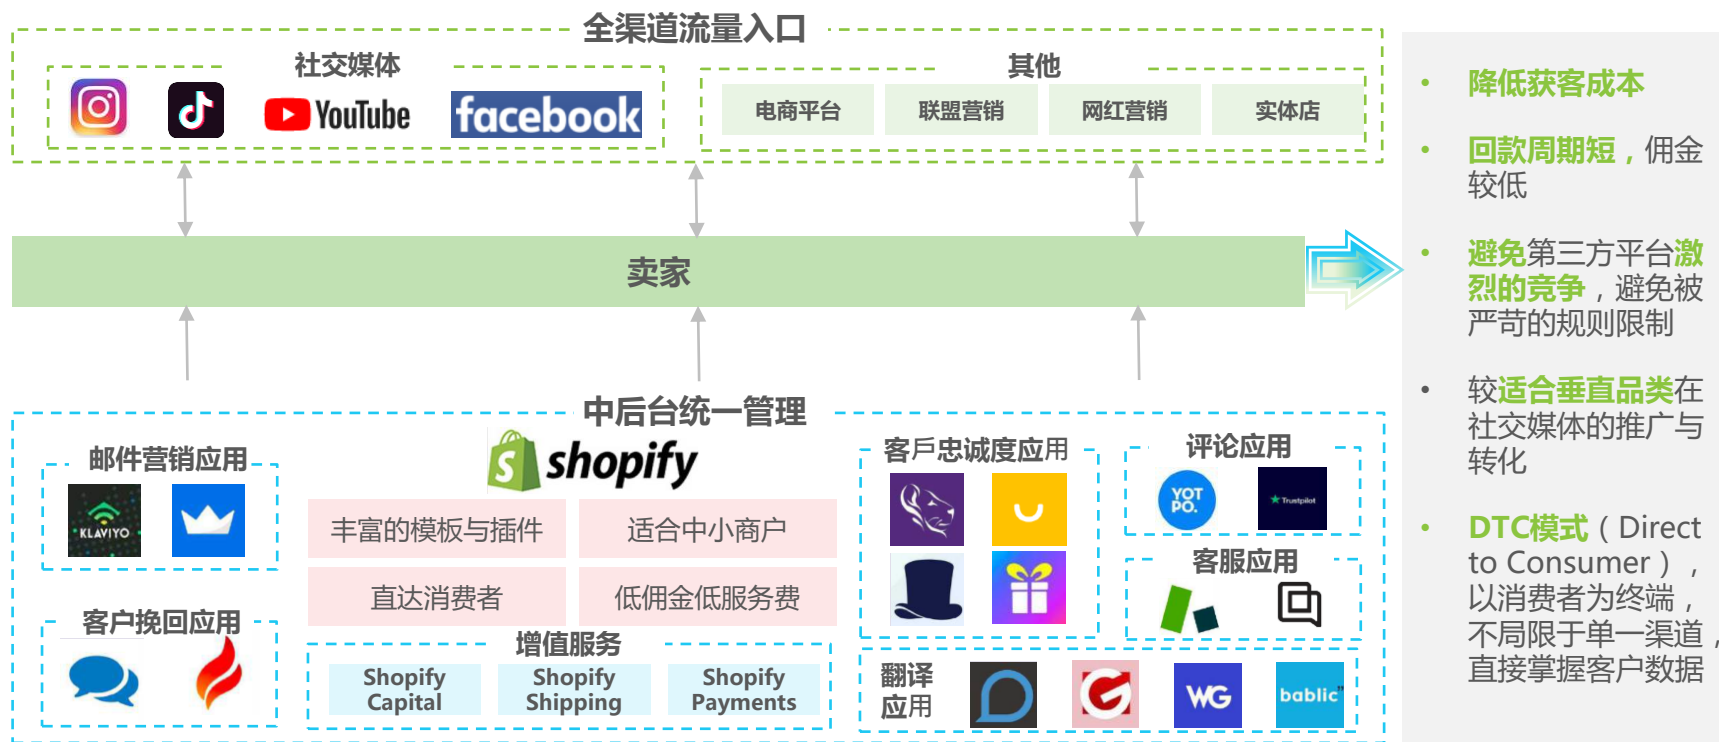 全渠道流量入口
社交媒体
YouTube
facebook
其他
电商平台
联盟营销
网红营销
实体店
卖家
中后台统一管理
邮件营销应用
KLAVIYO
客户挽回应用
shopify
丰富的模板与插件
适合中小商户
直达消费者
低佣金低服务费
增值服务
Shopify
Capital
Shopify
Shipping
Shopify
Payments
客戶忠诚度应用
评论应用
YOT
PO.
Trustpilot
客服应用
翻译
应用
G
WG
bablic
• 降低获客成本
• 回款周期短，佣金
较低
• 避免第三方平台激
烈的竞争，避免被
严苛的规则限制
• 较适合垂直品类在
社交媒体的推广与
转化
• DTC模式（Direct
to Consumer），
以消费者为终端，
不局限于单一渠道，
直接掌握客户数据